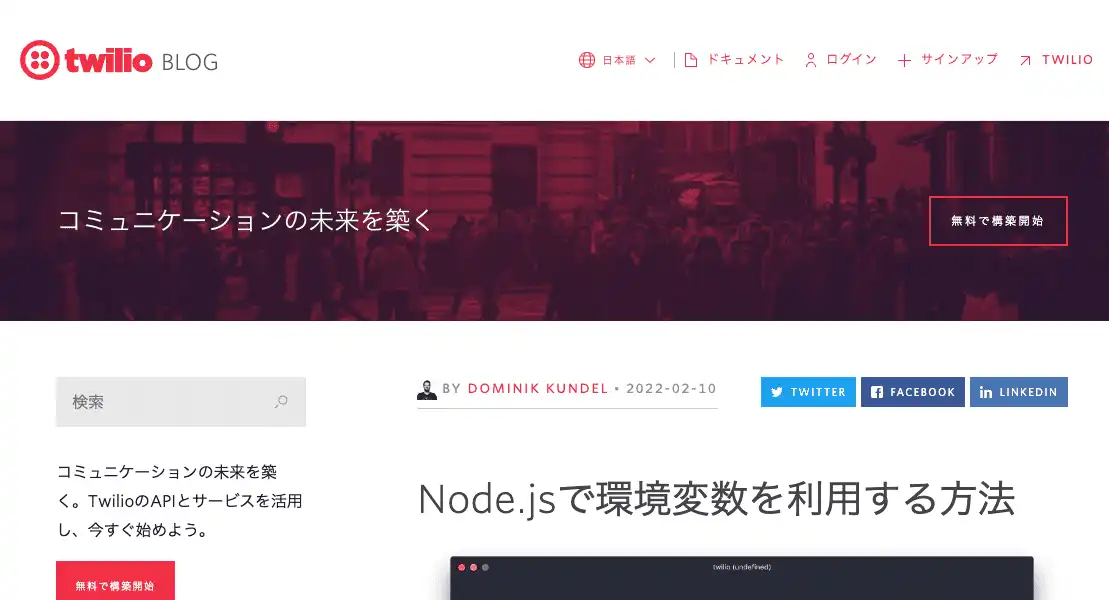 twilio BLOG
日本語 ドキュメント ログイン サインアップ TWILIO
コミュニケーションの未来を築く
無料で構築開始
検索
BY DOMINIK KUNDEL • 2022-02-10
TWITTER FACEBOOK LINKEDIN
コミュニケーションの未来を築
く。TwilioのAPIとサービスを活用
し、今すぐ始めよう。
無料で構築開始
Node.jsで環境変数を利用する方法
twilio (undefined)